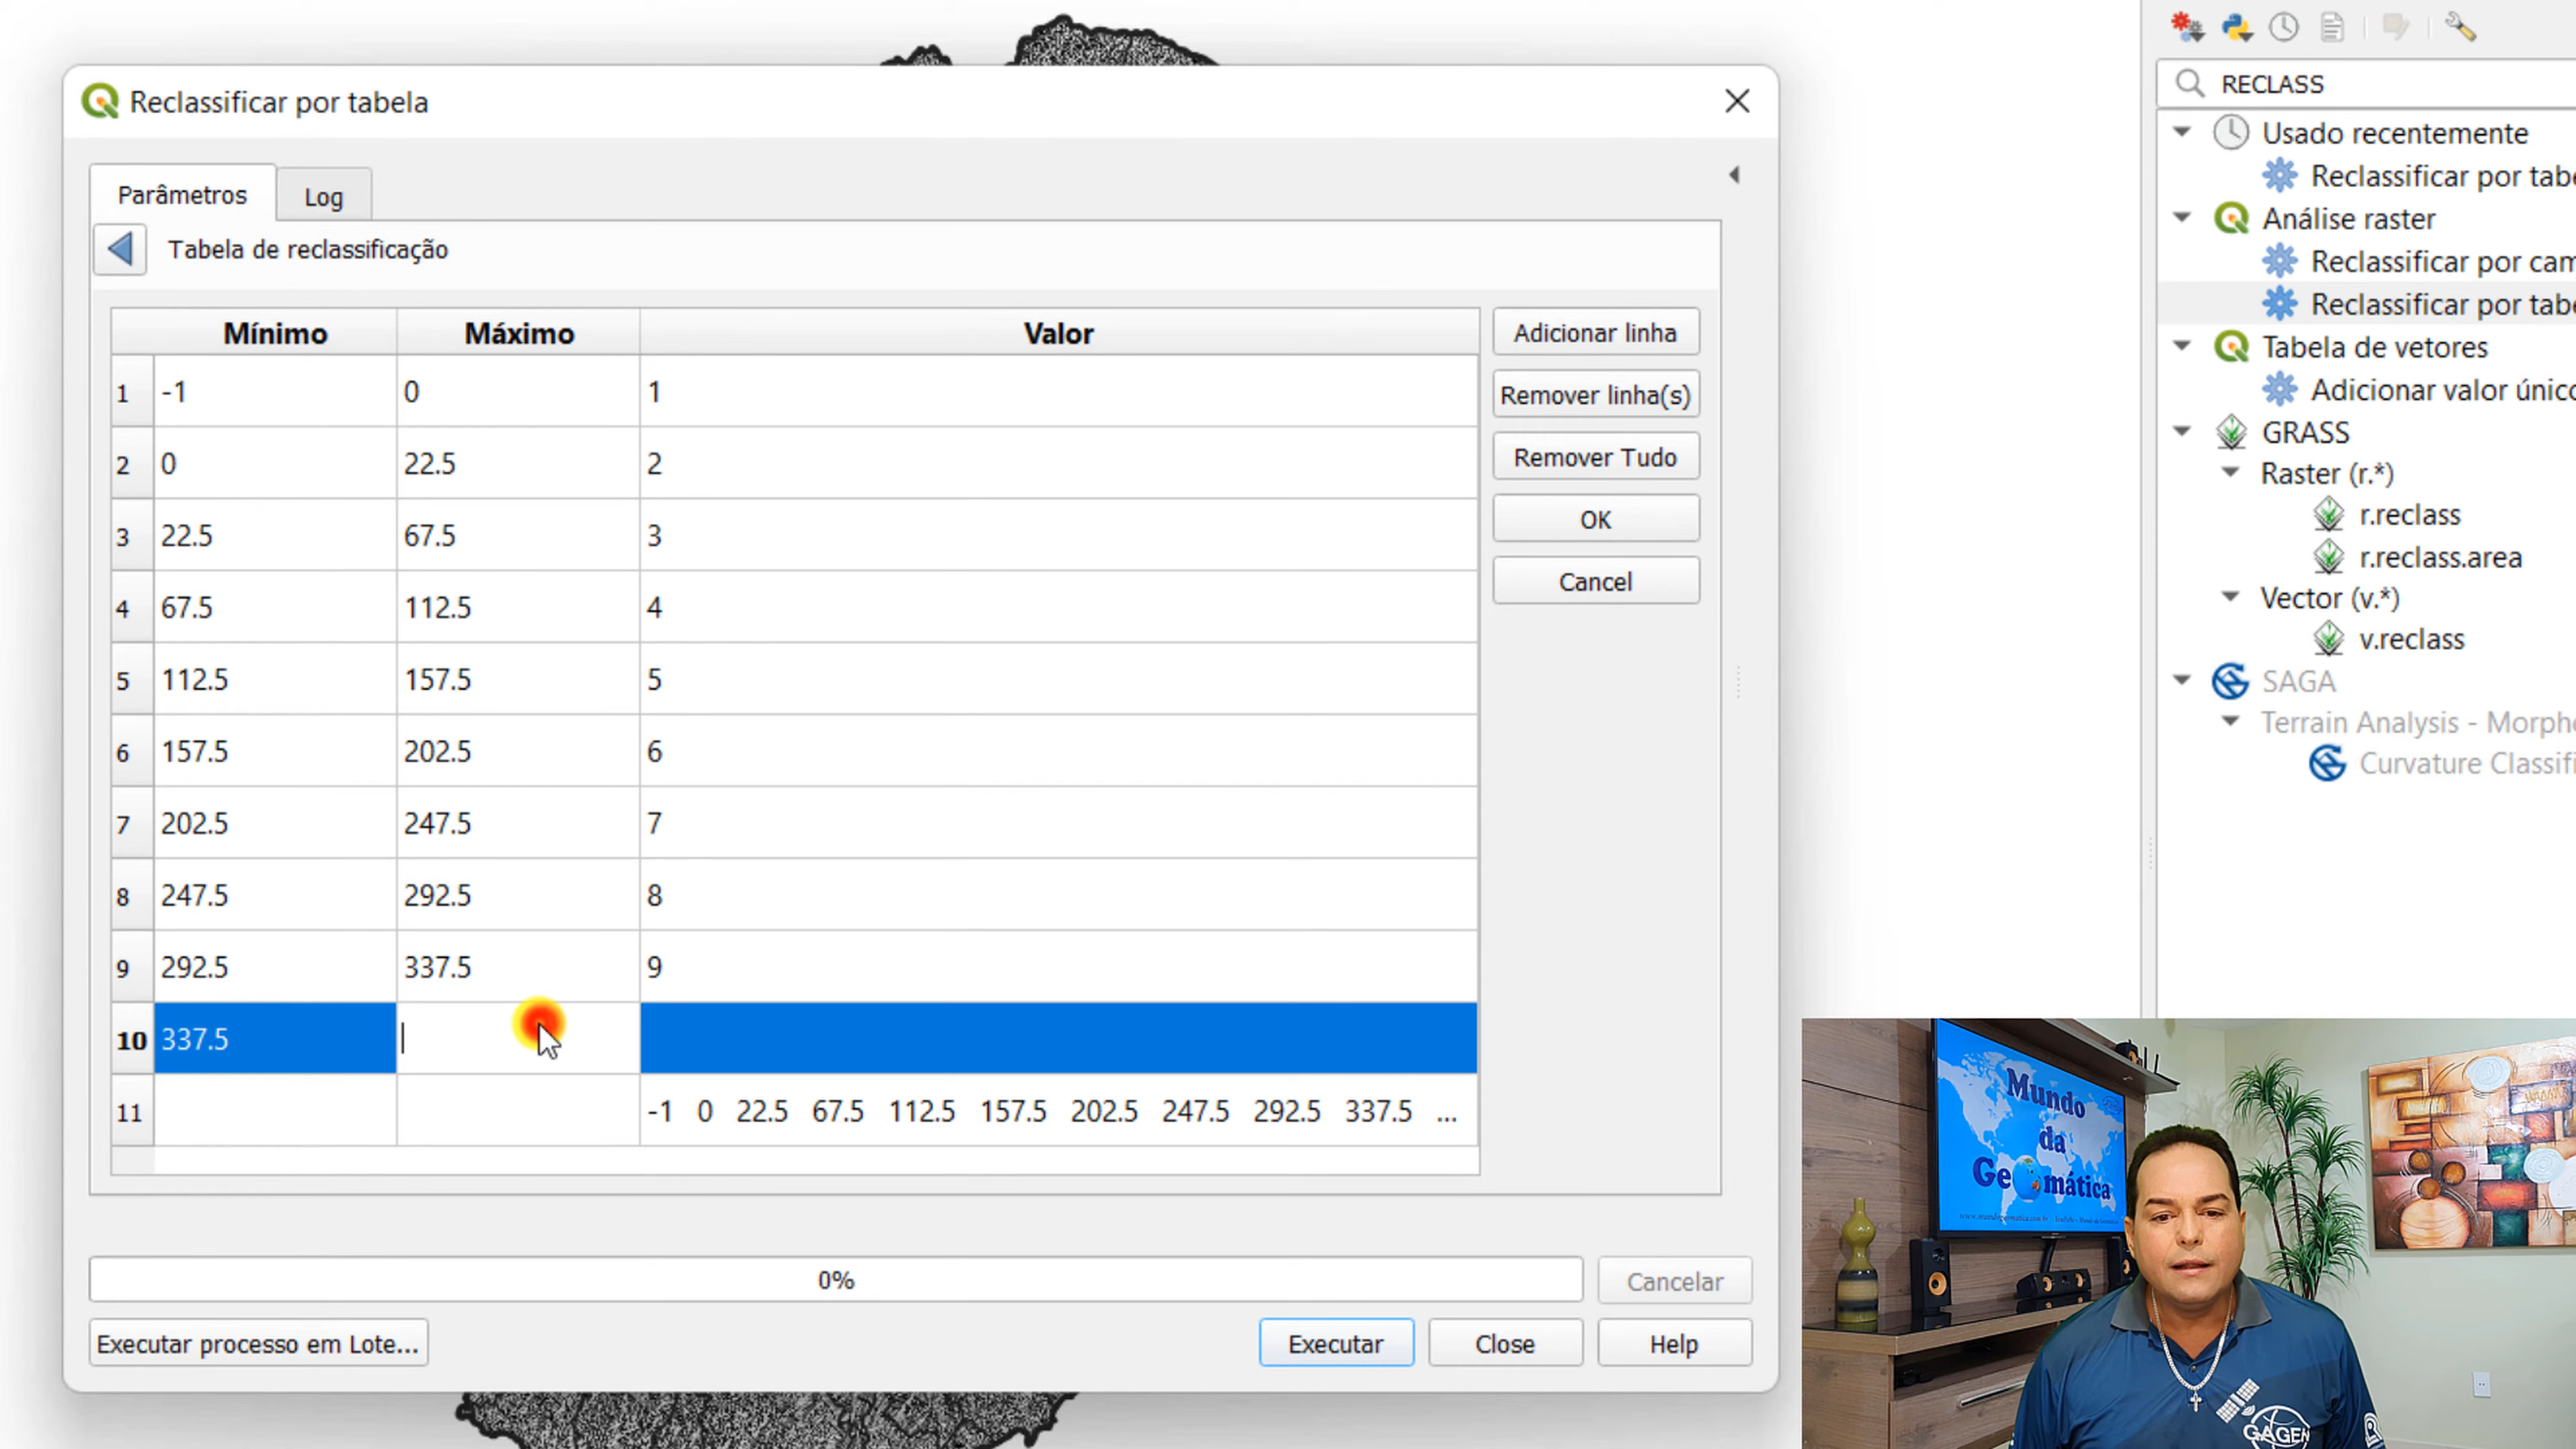 Reclassificar por tabela
Parâmetros
Log
Tabela de reclassificação
Mínimo Máximo Valor
1 -1 0 1
2 0 22.5 2
3 22.5 67.5 3
4 67.5 112.5 4
5 112.5 157.5 5
6 157.5 202.5 6
7 202.5 247.5 7
8 247.5 292.5 8
9 292.5 337.5 9
10 337.5
11 -1 0 22.5 67.5 112.5 157.5 202.5 247.5 292.5 337.5 ...
Adicionar linha
Remover linha(s)
Remover Tudo
OK
Cancel
0%
Cancelar
Executar processo em Lote...
Executar
Close
Help
RECLASS
Usado recentemente
Reclassificar por tabe
Análise raster
Reclassificar por cam
Reclassificar por tabe
Tabela de vetores
Adicionar valor único
GRASS
Raster (r.*)
r.reclass
r.reclass.area
Vector (v.*)
v.reclass
SAGA
Terrain Analysis - Morpho
Curvature Classifi
Mundo
da
Geomática
GAGEN